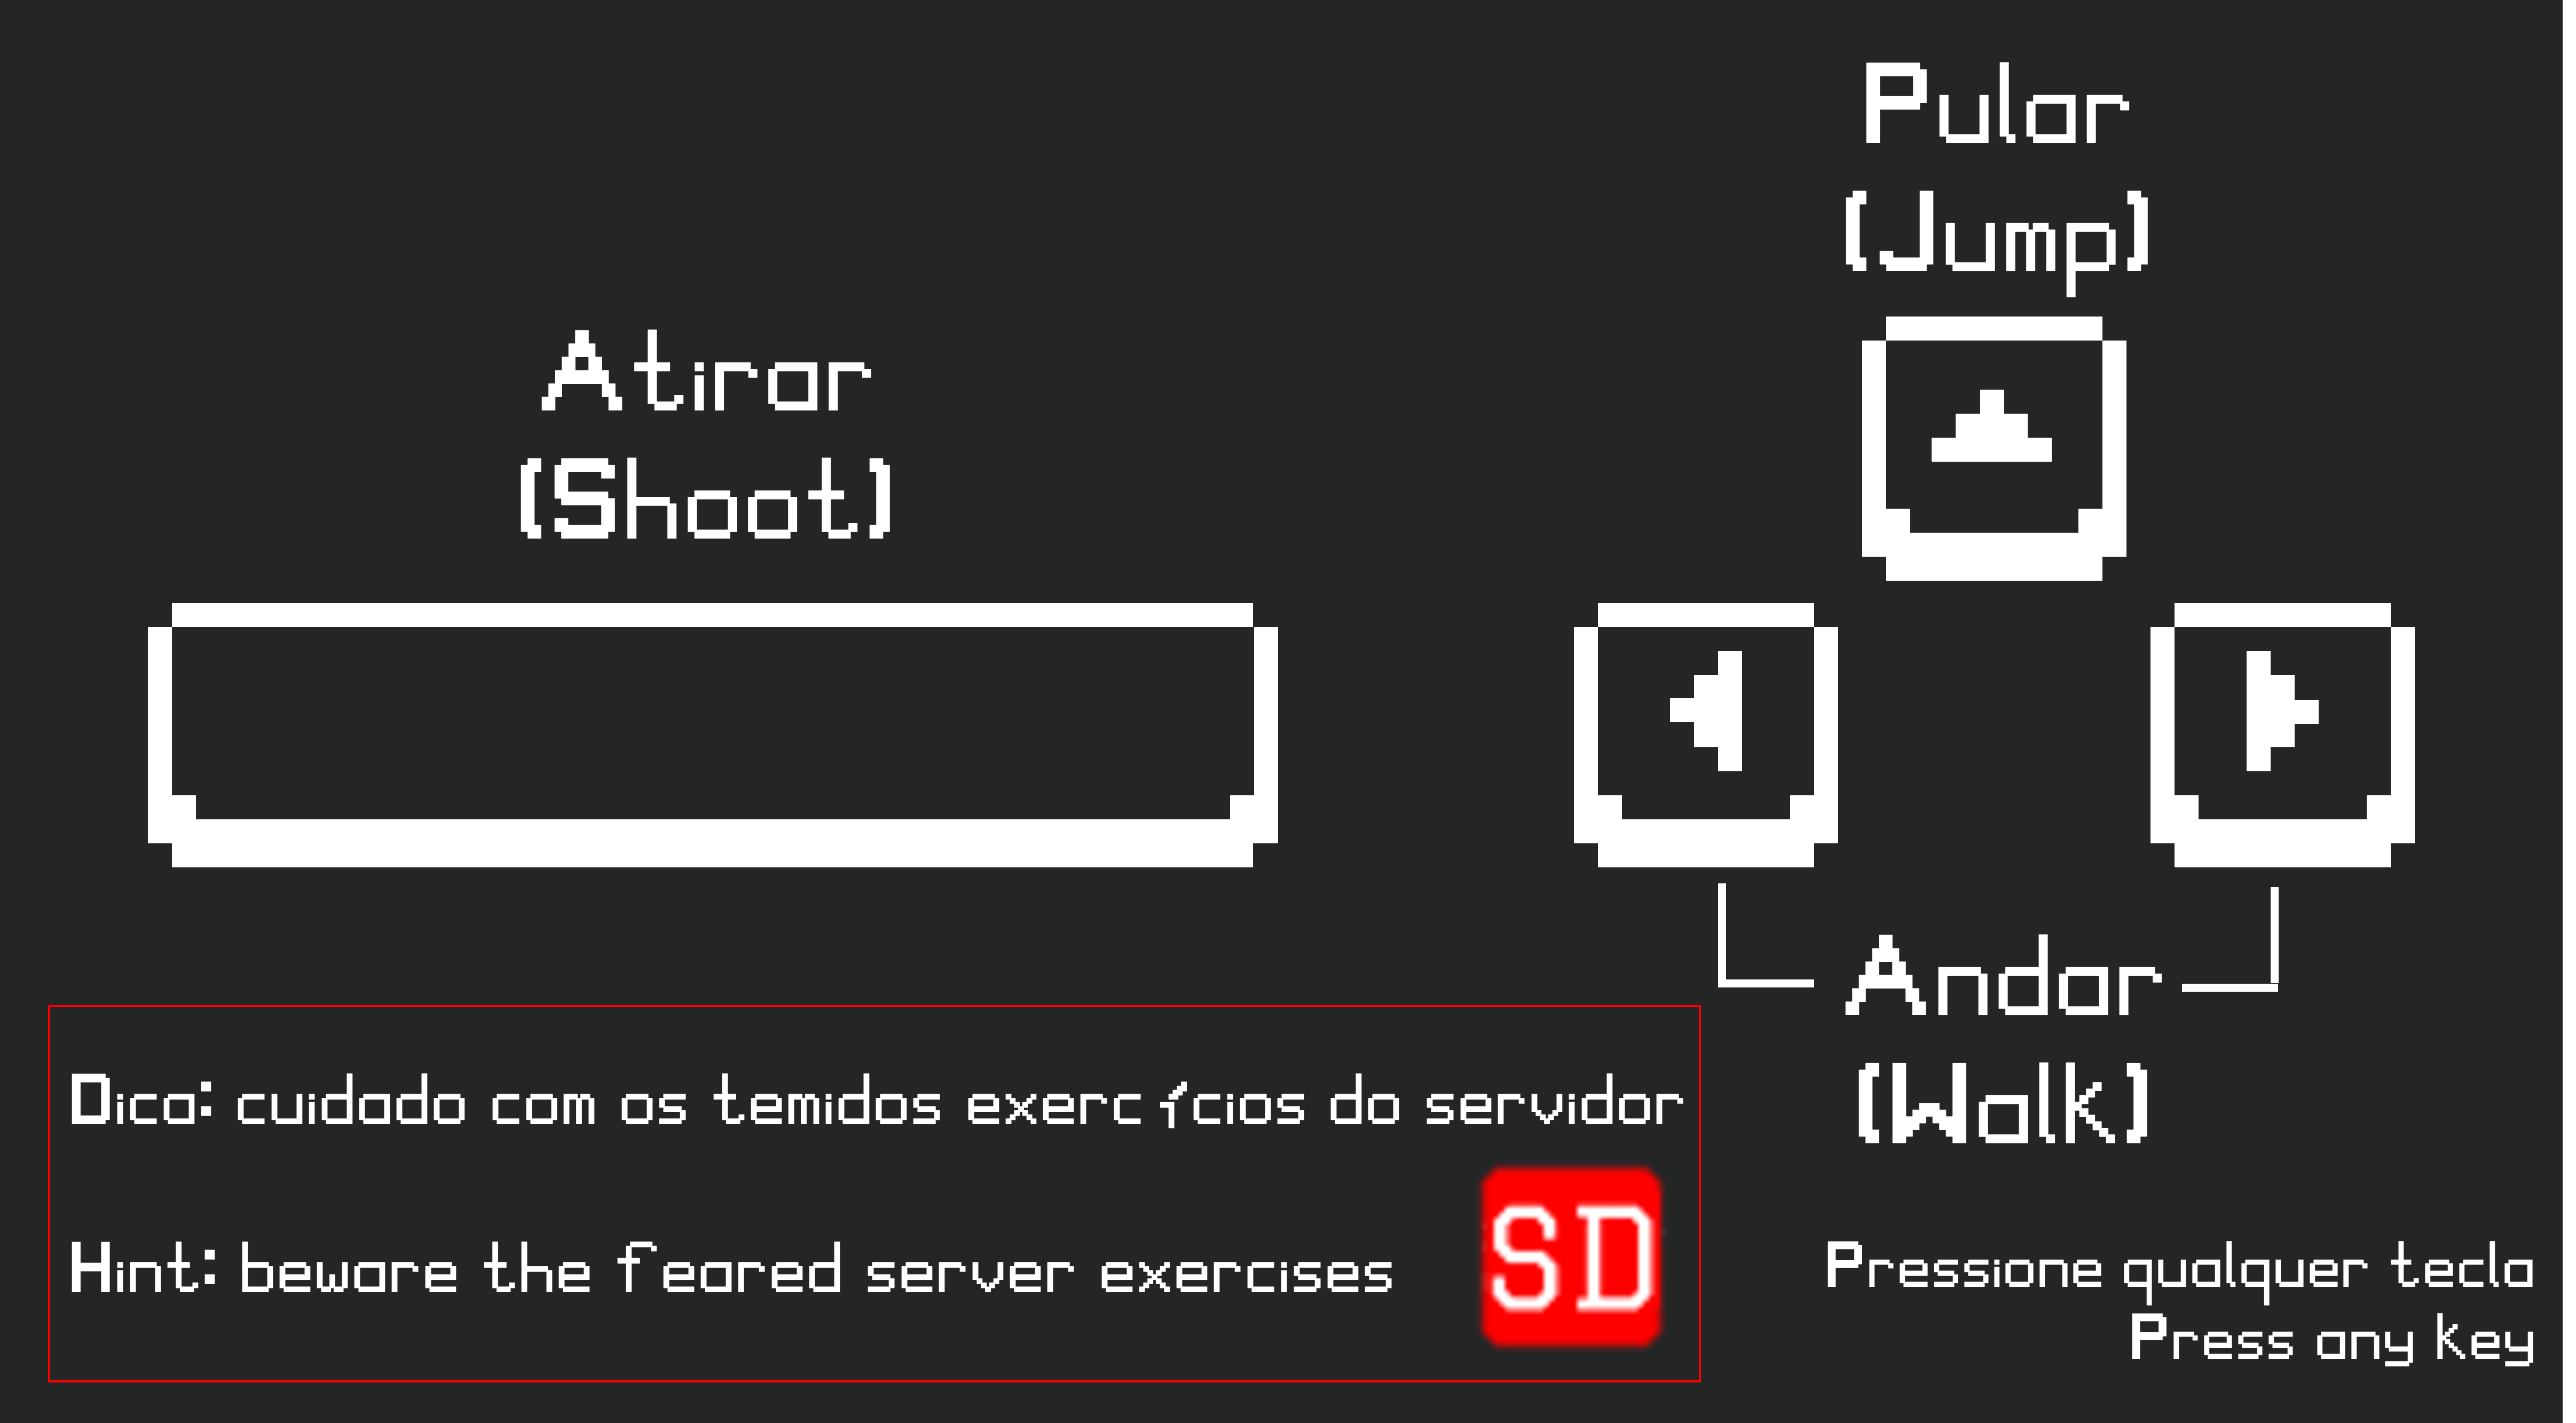 Pular
(Jump)
Atirar
(Shoot)
Andar
(Walk)
Dica: cuidado com os temidos exercícios do servidor
Hint: beware the feared server exercises
SD
Pressione qualquer tecla
Press any key